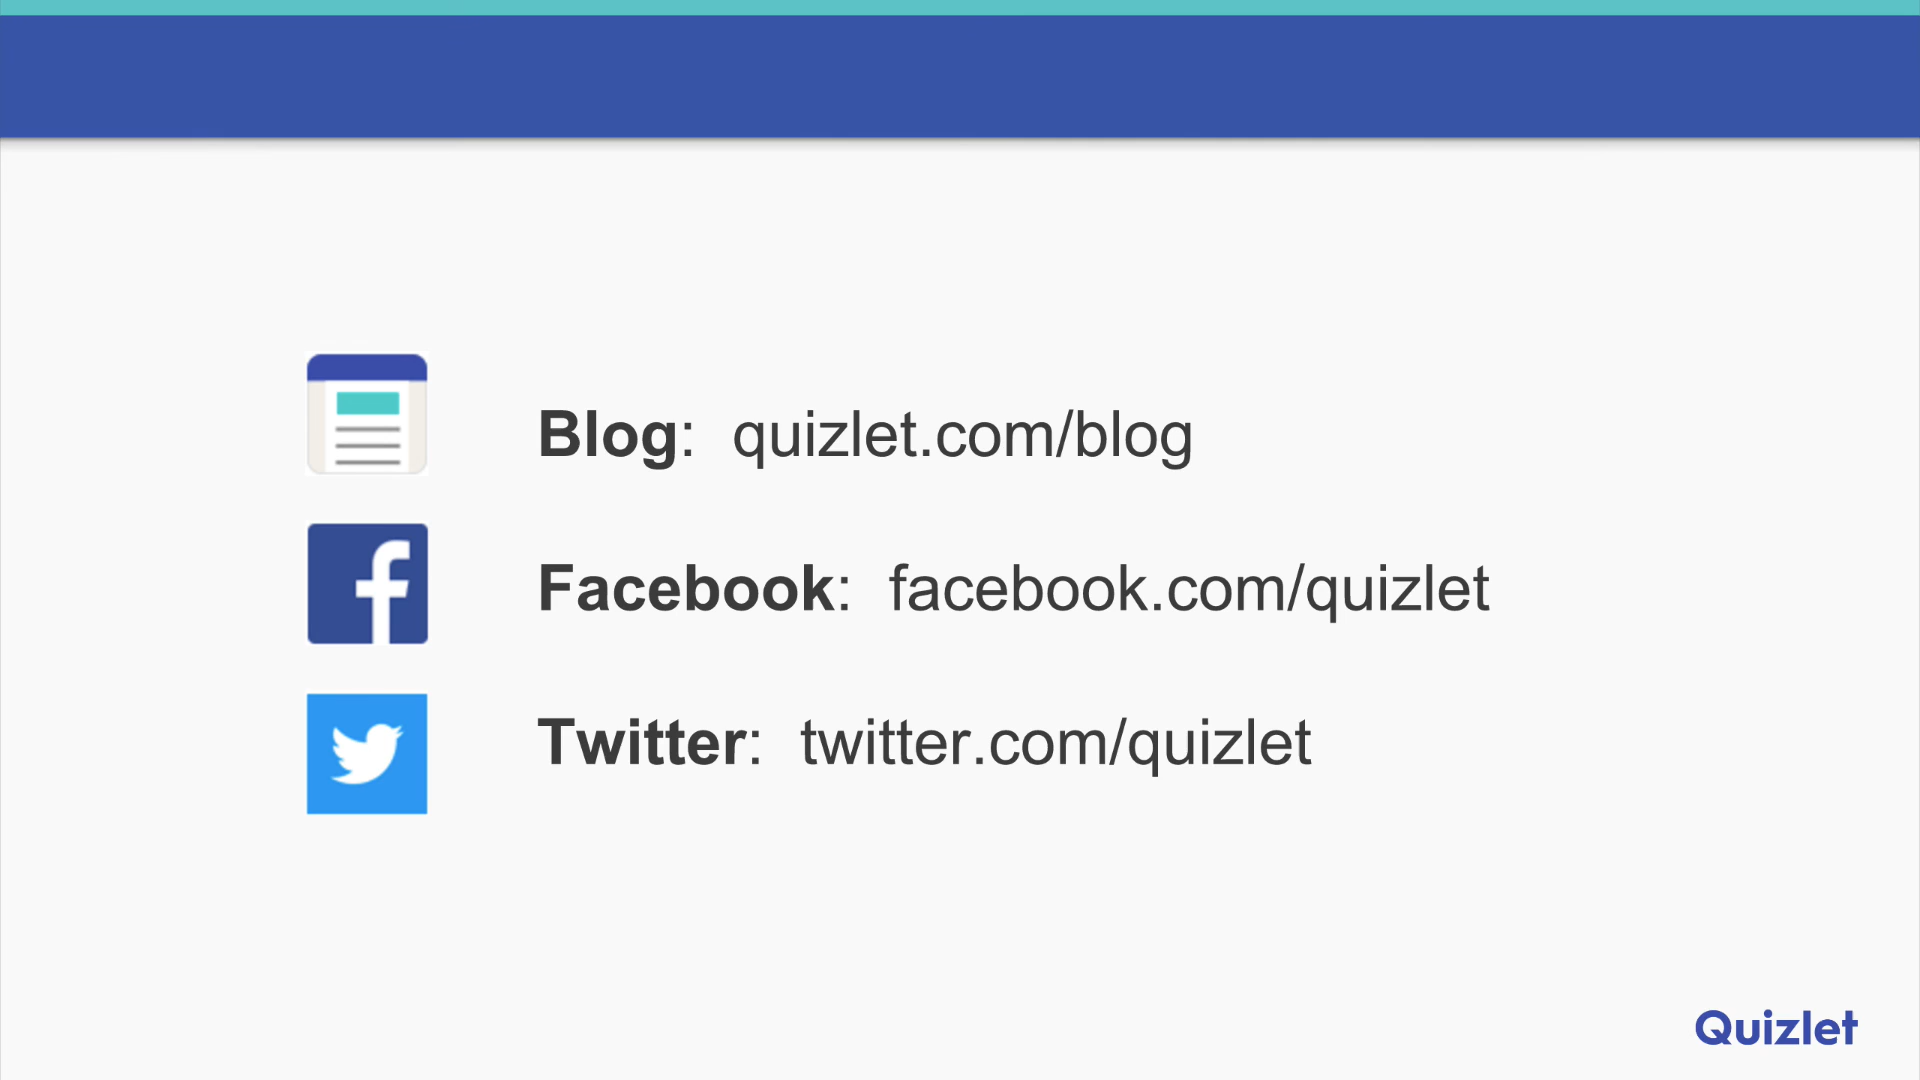 Blog:  quizlet.com/blog
Facebook:  facebook.com/quizlet
Twitter:  twitter.com/quizlet
Quizlet